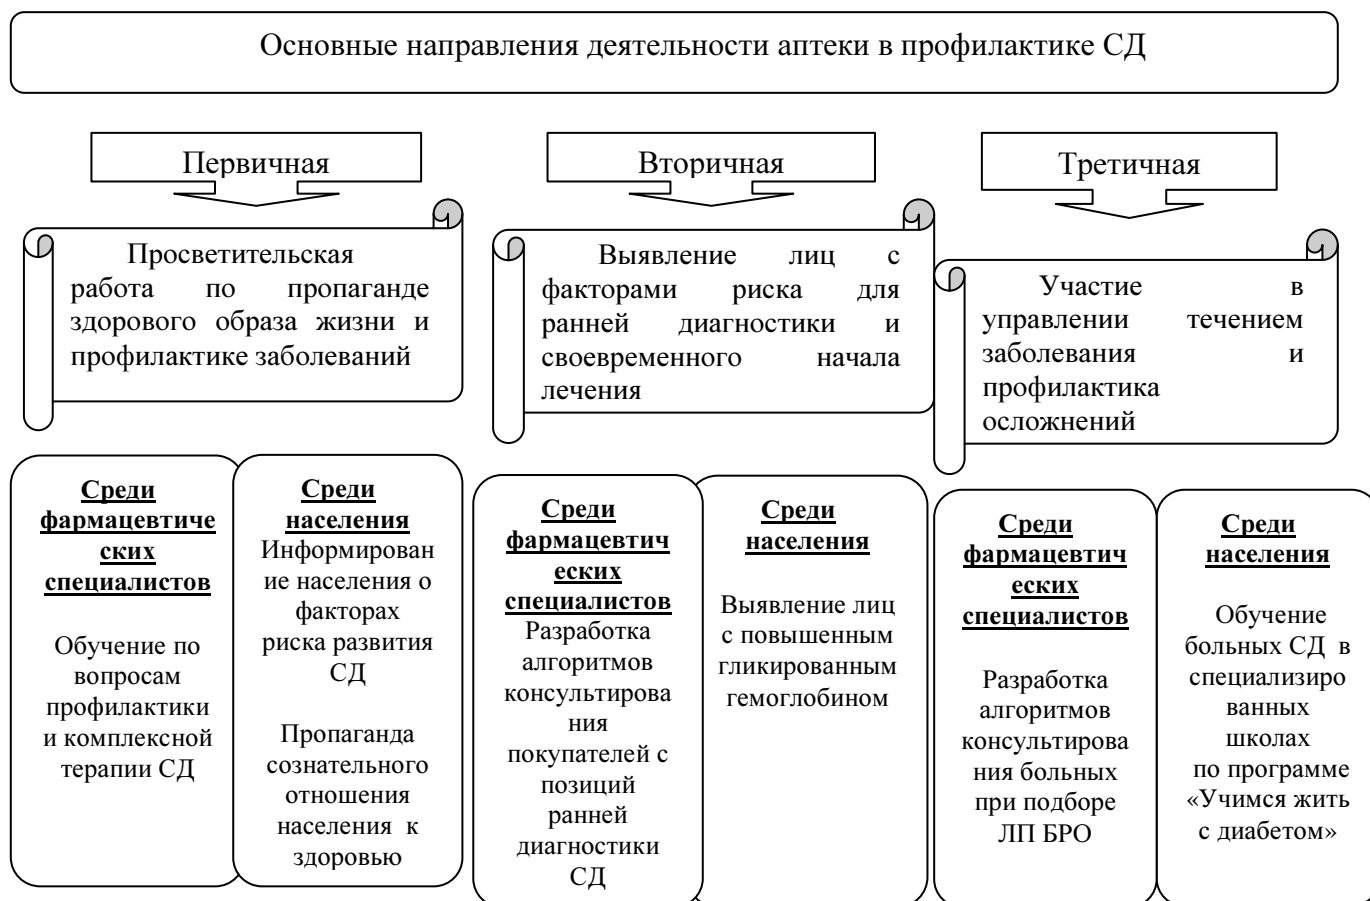 Основные направления деятельности аптеки в профилактике СД
Первичная
Вторичная
Третичная
Просветительская
работа по пропаганде
здорового образа жизни и
профилактике заболеваний
Выявление лиц с
факторами риска для
ранней диагностики и
своевременного начала
лечения
Участие в
управлении течением
заболевания и
профилактика
осложнений
Среди
фармацевтиче
ских
специалистов
Обучение по
вопросам
профилактики
и комплексной
терапии СД
Среди
населения
Информирован
ие населения о
факторах
риска развития
СД
Пропаганда
сознательного
отношения
населения к
здоровью
Среди
фармацевтич
еских
специалистов
Разработка
алгоритмов
консультирова
ния
покупателей с
позиций
ранней
диагностики
СД
Среди
населения
Выявление лиц
с повышенным
гликированным
гемоглобином
Среди
фармацевтич
еских
специалистов
Разработка
алгоритмов
консультирова
ния больных
при подборе
ЛП БРО
Среди
населения
Обучение
больных СД в
специализиро
ванных
школах
по программе
«Учимся жить
с диабетом»